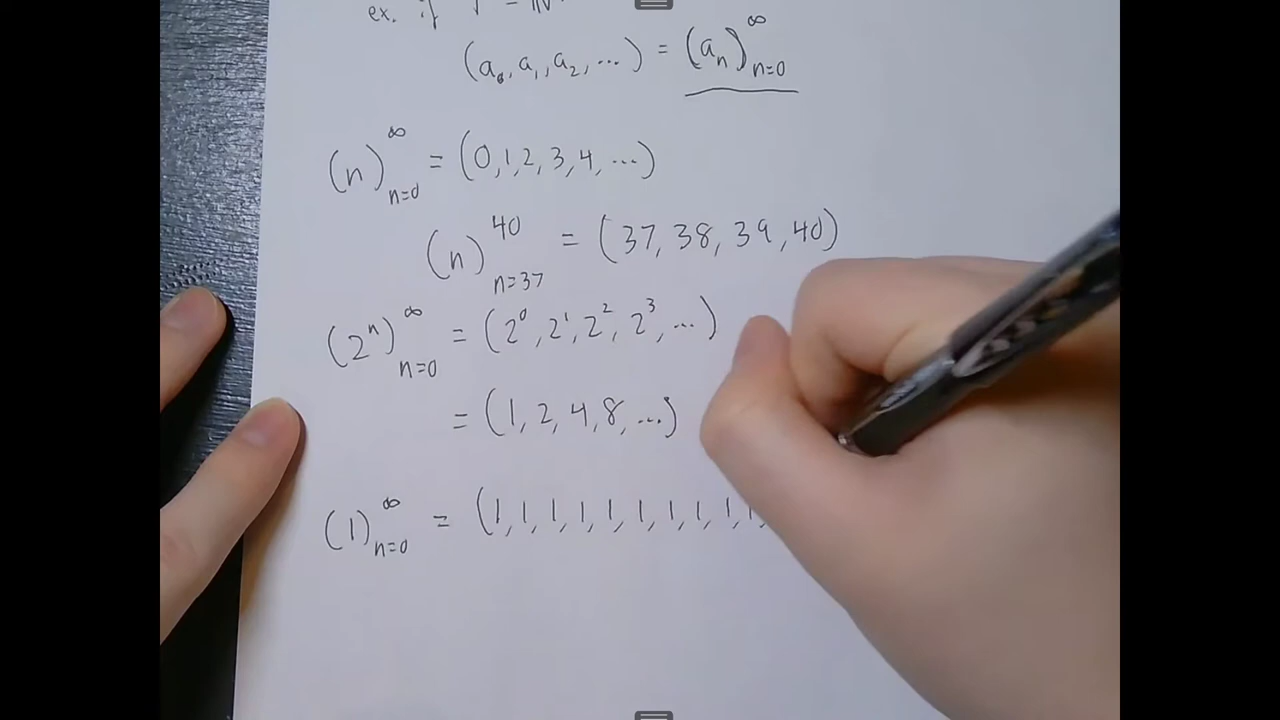 ex. if
(a₀, a₁, a₂, ...) = (aₙ)ₙ₌₀^∞
(n)ₙ₌₀^∞ = (0, 1, 2, 3, 4, ...)
(n)ₙ₌₃₇^40 = (37, 38, 39, 40)
(2ⁿ)ₙ₌₀^∞ = (2⁰, 2¹, 2², 2³, ...)
= (1, 2, 4, 8, ...)
(1)ₙ₌₀^∞ = (1, 1, 1, 1, 1, 1, 1, 1, 1, 1,